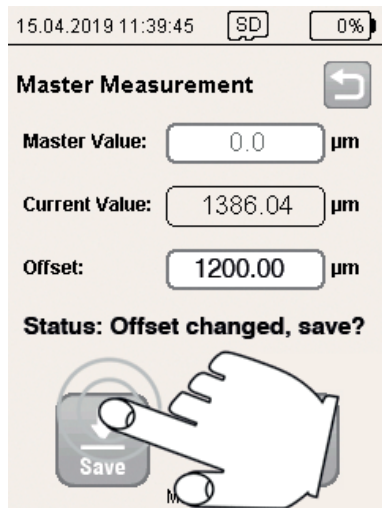 15.04.2019 11:39:45 SD 0%
Master Measurement
Master Value: 0.0 µm
Current Value: 1386.04 µm
Offset: 1200.00 µm
Status: Offset changed, save?
Save